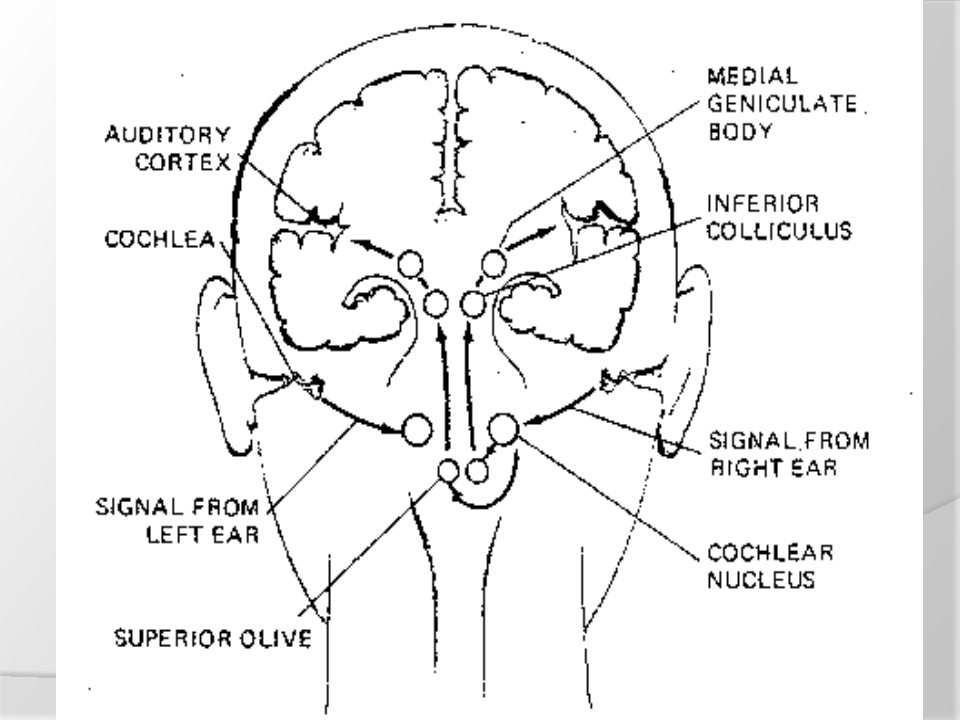 MEDIAL
GENICULATE
BODY
AUDITORY
CORTEX
INFERIOR
COLLICULUS
COCHLEA
SIGNAL FROM
RIGHT EAR
SIGNAL FROM
LEFT EAR
COCHLEAR
NUCLEUS
SUPERIOR OLIVE